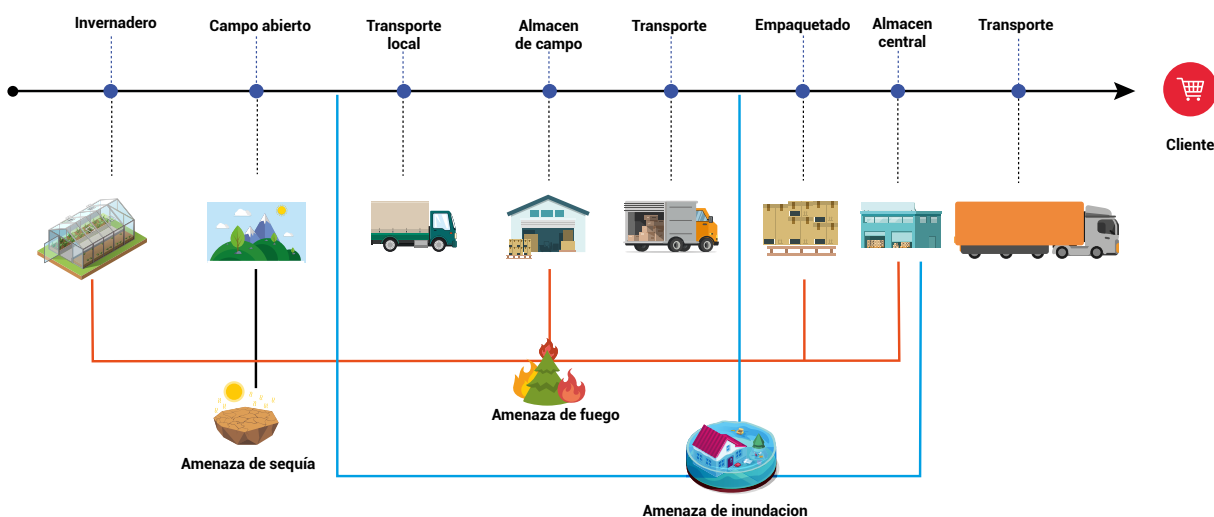 Invernadero
Campo abierto
Transporte
local
Almacen
de campo
Transporte
Empaquetado
Almacen
central
Transporte
Cliente
Amenaza de fuego
Amenaza de sequía
Amenaza de inundacion